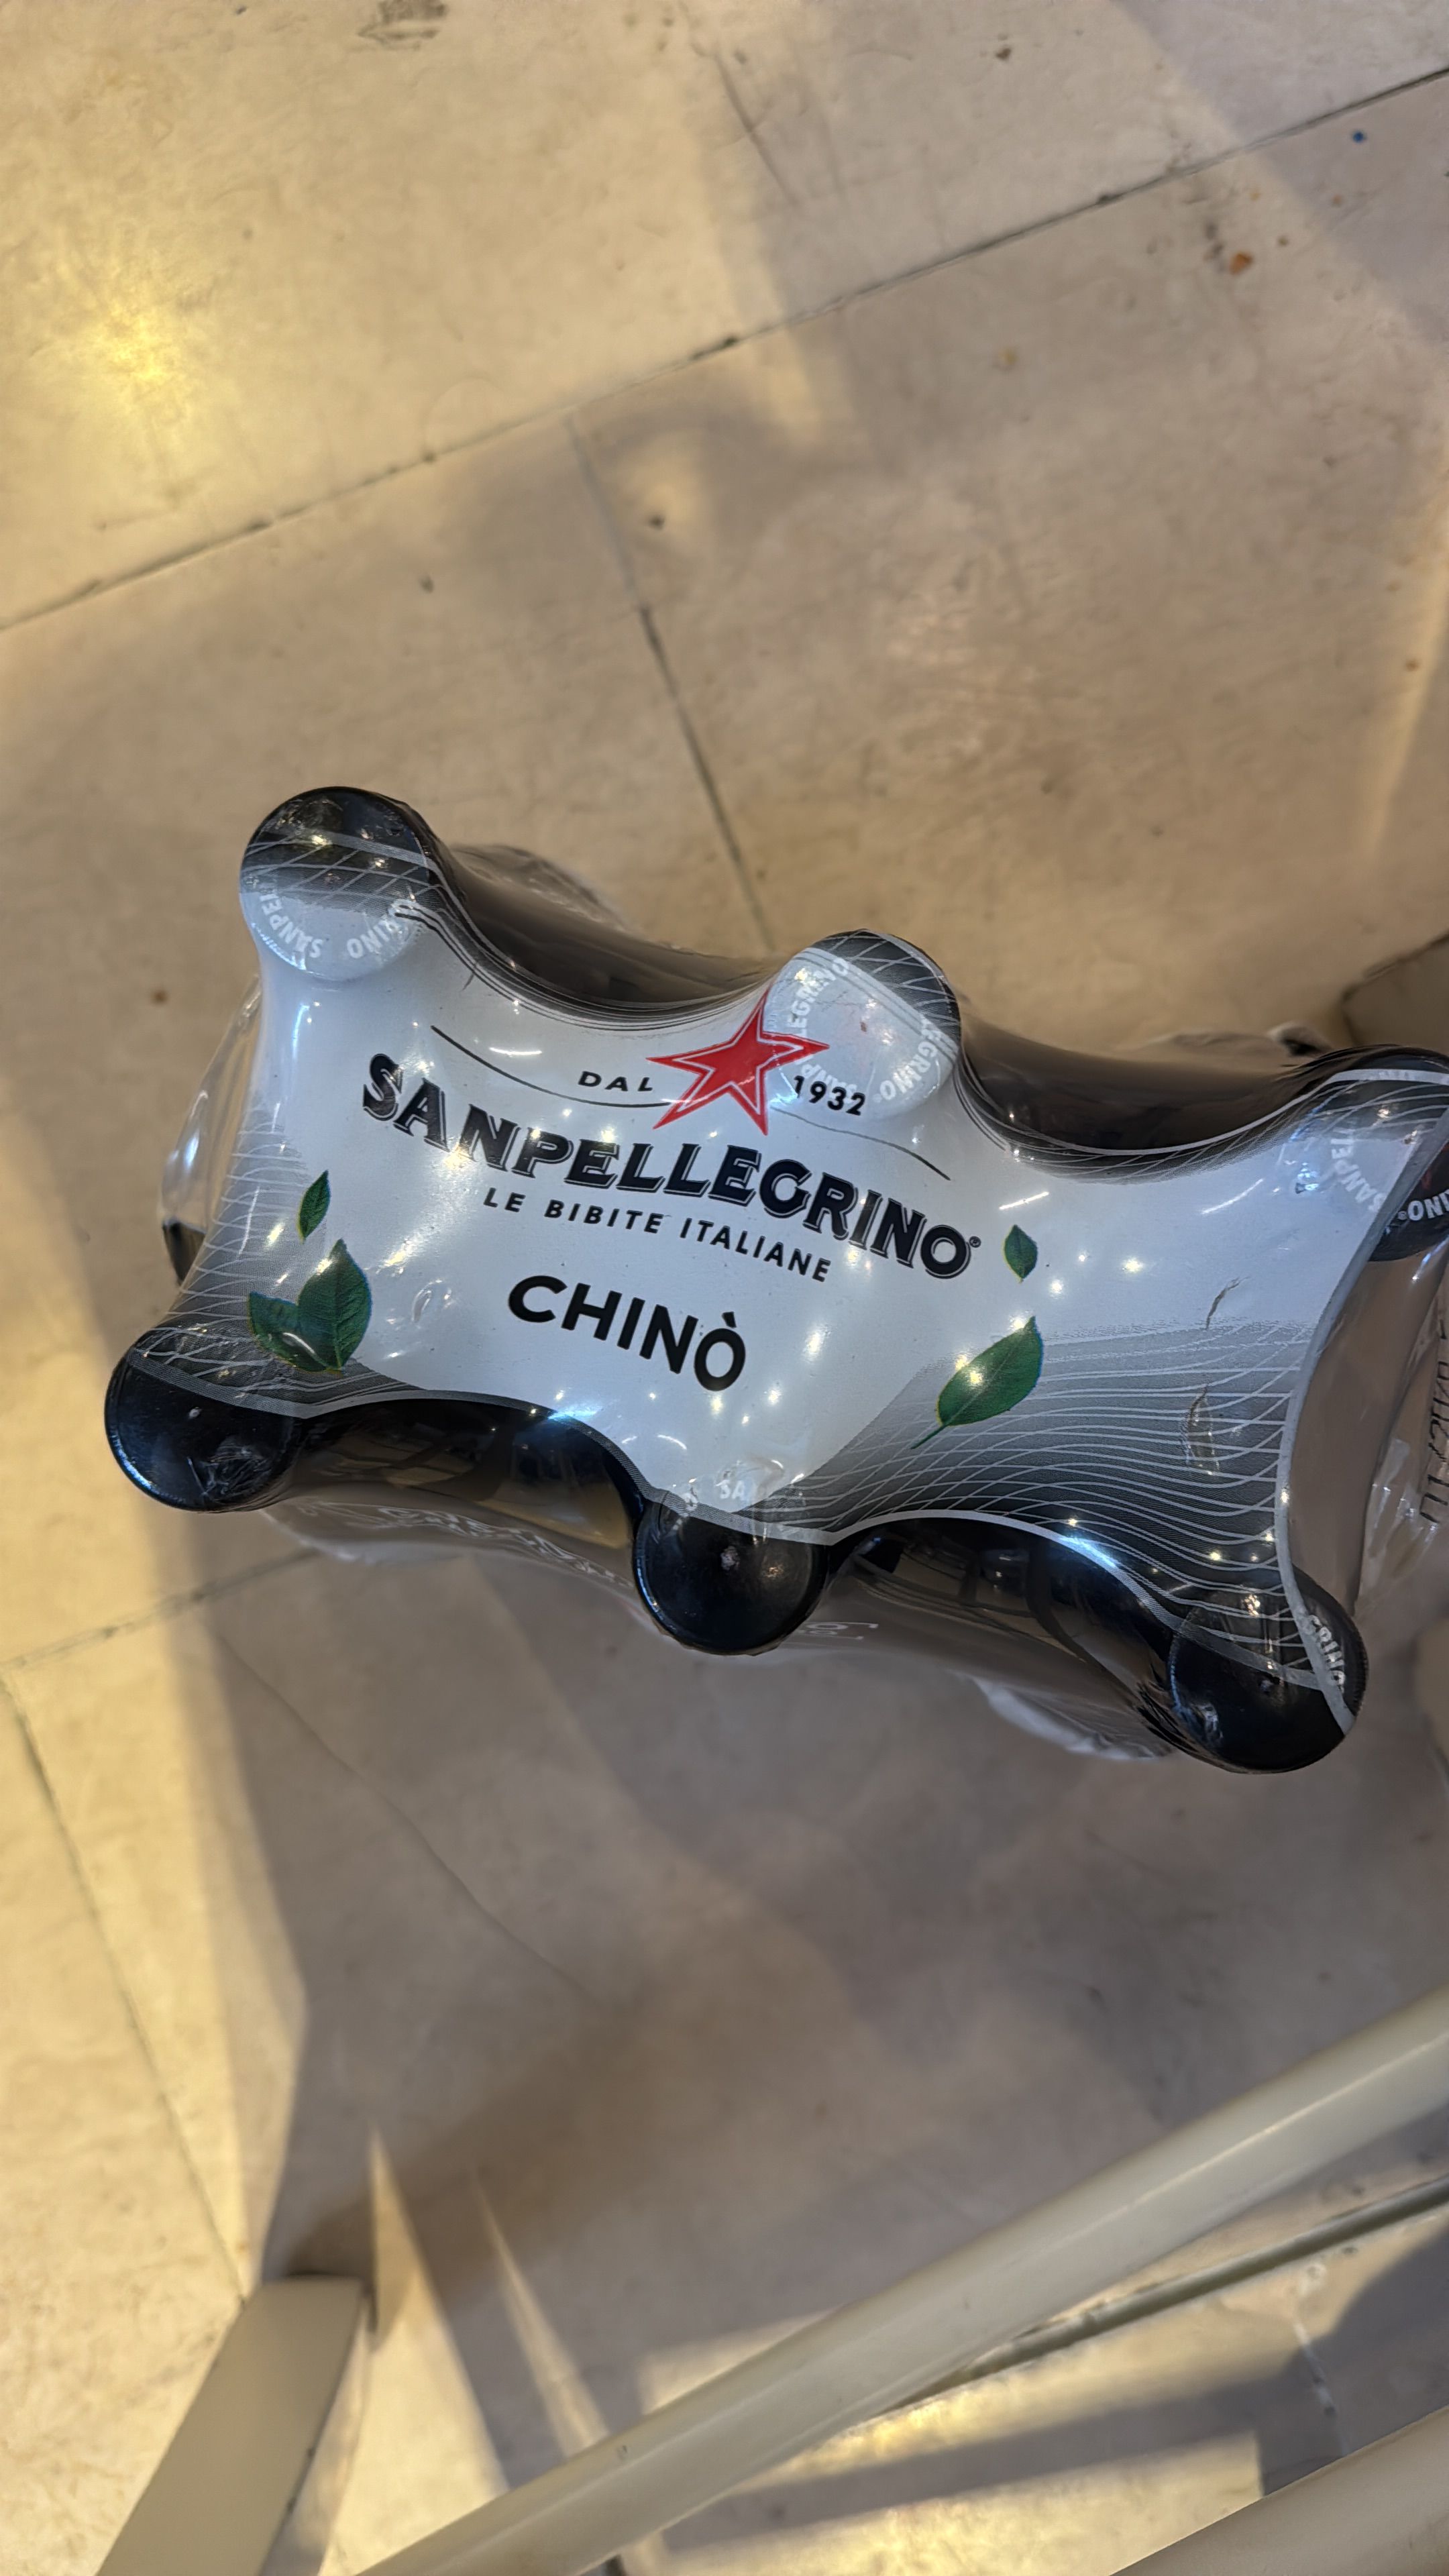 DAL 1932
SANPELLEGRINO®
LE BIBITE ITALIANE
CHINÒ